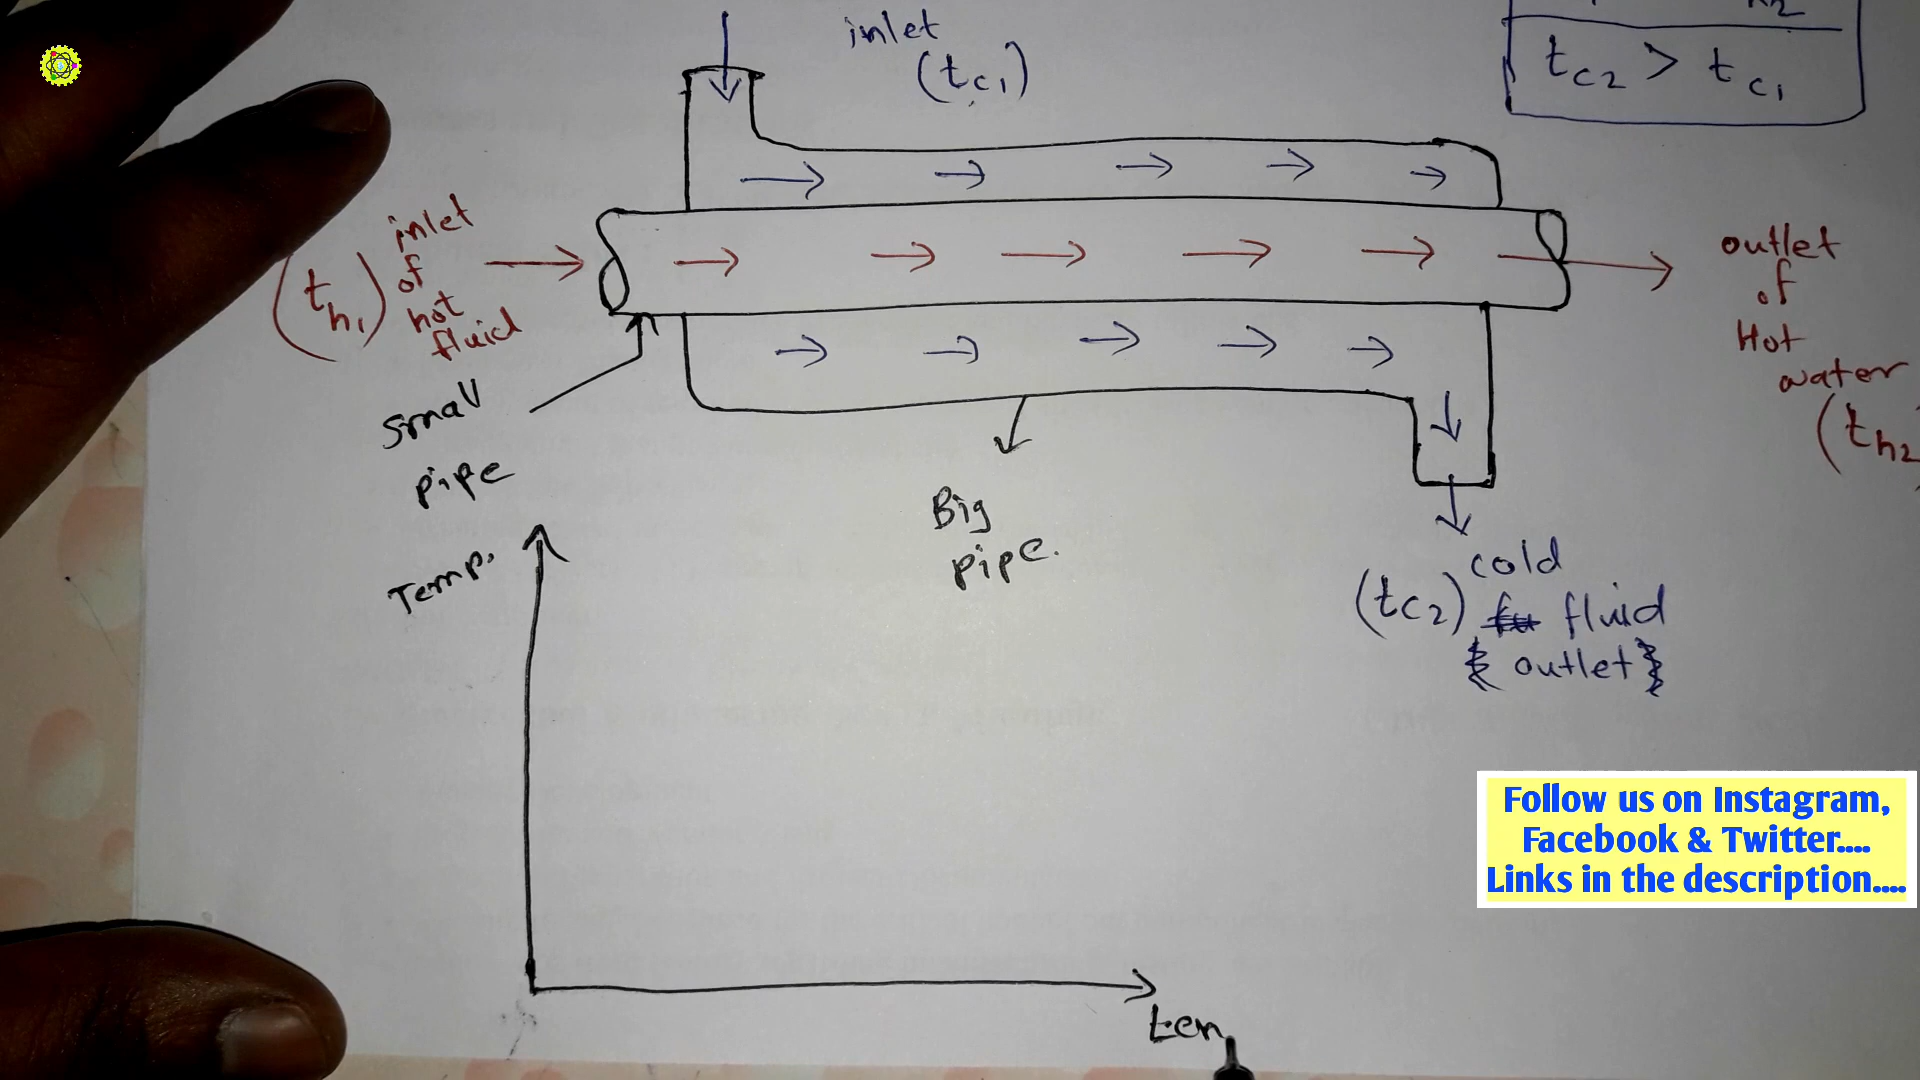 inlet
(tc1)
tc2 > tc1
inlet
of
hot
fluid
(th1)
outlet
of
Hot
water
(th2
small
pipe
Big
pipe.
Temp.
cold
(tc2) fluid
{ outlet }
Len
Follow us on Instagram,
Facebook & Twitter....
Links in the description....